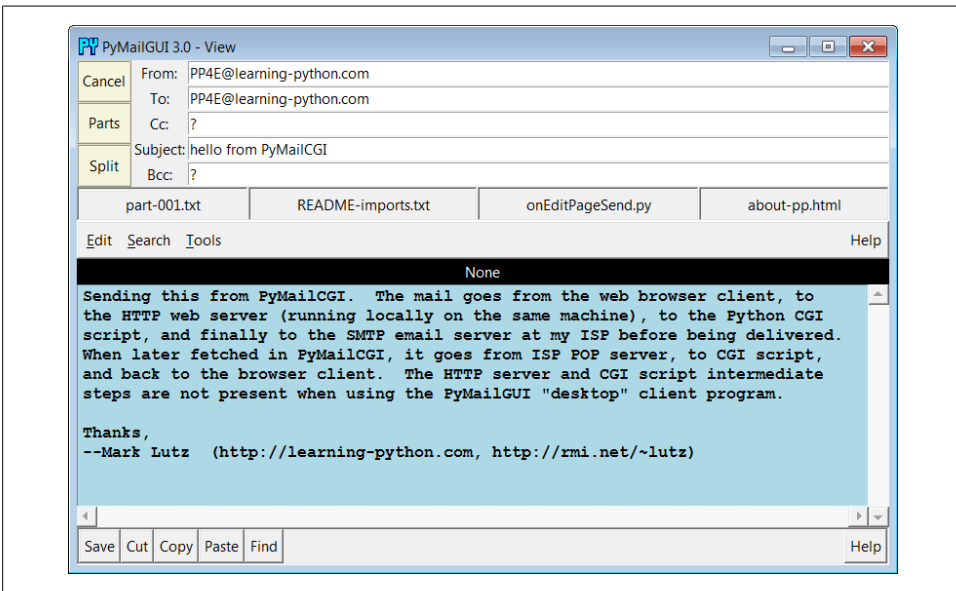 PY PyMailGUI 3.0 - View
Cancel From: PP4E@learning-python.com
To: PP4E@learning-python.com
Parts Cc: ?
Subject: hello from PyMailCGI
Split Bcc: ?
part-001.txt README-imports.txt onEditPageSend.py about-pp.html
Edit Search Tools Help
None
Sending this from PyMailCGI.  The mail goes from the web browser client, to
the HTTP web server (running locally on the same machine), to the Python CGI
script, and finally to the SMTP email server at my ISP before being delivered.
When later fetched in PyMailCGI, it goes from ISP POP server, to CGI script,
and back to the browser client.  The HTTP server and CGI script intermediate
steps are not present when using the PyMailGUI "desktop" client program.
Thanks,
--Mark Lutz  (http://learning-python.com, http://rmi.net/~lutz)
Save Cut Copy Paste Find Help